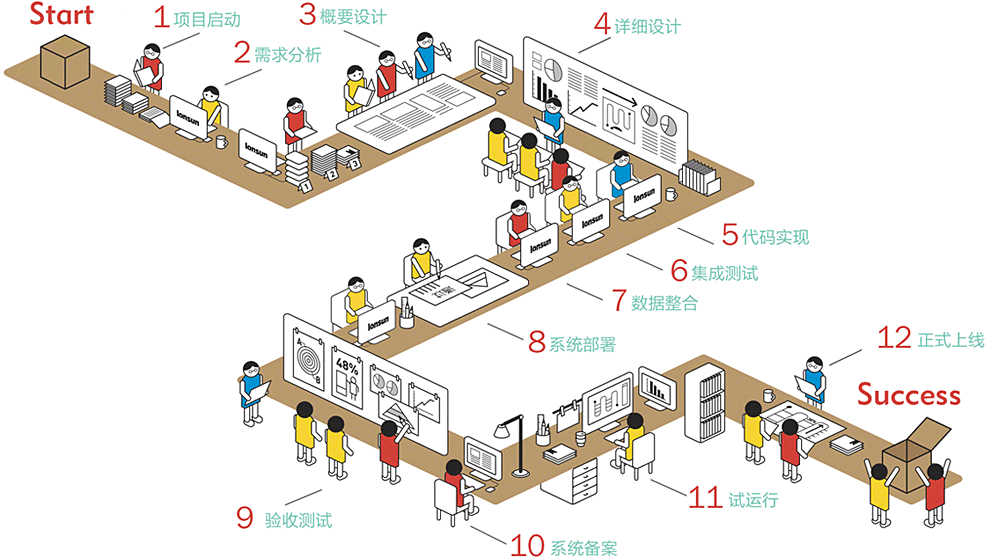 Start
1 项目启动
2 需求分析
3 概要设计
4 详细设计
lonsun
lonsun
1
2
3
lonsun
lonsun
lonsun
5 代码实现
6 集成测试
7 数据整合
8 系统部署
lonsun
A
B
48%
9 验收测试
10 系统备案
11 试运行
12 正式上线
Success